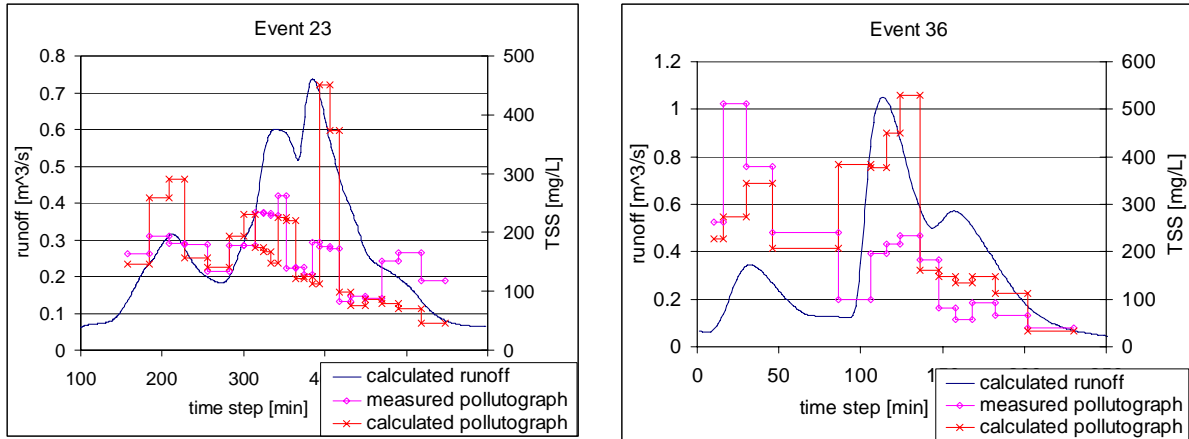 Event 23
runoff [m^3/s]
0.8
0.7
0.6
0.5
0.4
0.3
0.2
0.1
0
500
400
300
200
100
0
TSS [mg/L]
100 200 300
time step [min]
calculated runoff
measured pollutograph
calculated pollutograph
Event 36
runoff [m^3/s]
1.2
1
0.8
0.6
0.4
0.2
0
600
500
400
300
200
100
0
TSS [mg/L]
0 50 100
time step [min]
calculated runoff
measured pollutograph
calculated pollutograph